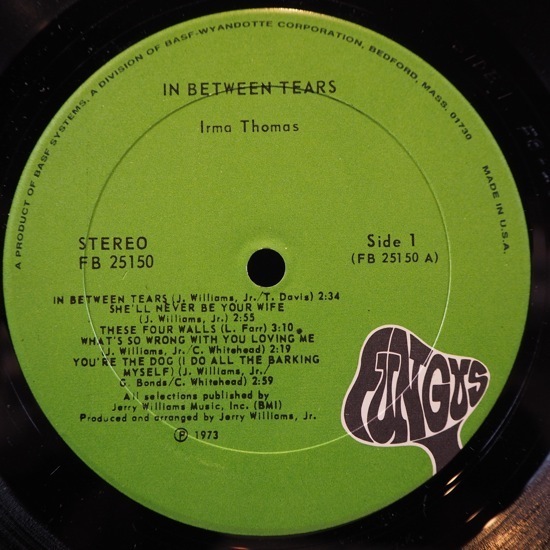 A PRODUCT OF BASF SYSTEMS, A DIVISION OF BASF-WYANDOTTE CORPORATION, BEDFORD, MASS. 01730
MADE IN U.S.A.
IN BETWEEN TEARS
Irma Thomas
STEREO
FB 25150
Side 1
(FB 25150 A)
IN BETWEEN TEARS (J. Williams, Jr./T. Davis) 2:34
SHE'LL NEVER BE YOUR WIFE
(J. Williams, Jr.) 2:55
THESE FOUR WALLS (L. Farr) 3:10
WHAT'S SO WRONG WITH YOU LOVING ME
(J. Williams, Jr./C. Whitehead) 2:19
YOU'RE THE DOG (I DO ALL THE BARKING
MYSELF) (J. Williams, Jr./
G. Bonds/C. Whitehead) 2:59
All selections published by
Jerry Williams Music, Inc. (BMI)
Produced and arranged by Jerry Williams, Jr.
℗ 1973
FUNGUS